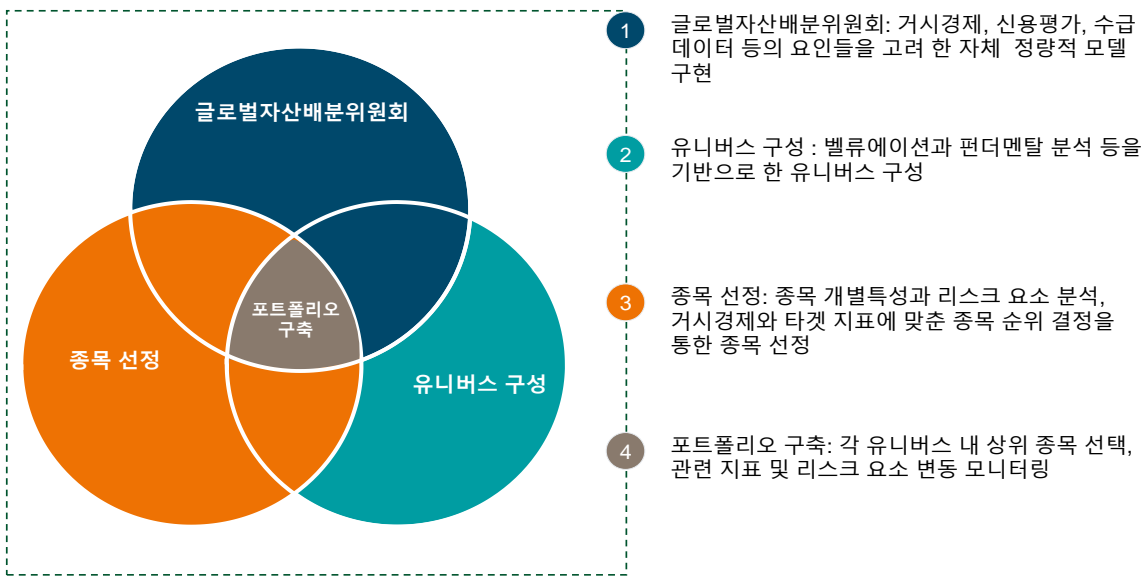 글로벌자산배분위원회
종목 선정
포트폴리오
구축
유니버스 구성
1
글로벌자산배분위원회: 거시경제, 신용평가, 수급
데이터 등의 요인들을 고려 한 자체 정량적 모델
구현
2
유니버스 구성 : 벨류에이션과 펀더멘탈 분석 등을
기반으로 한 유니버스 구성
3
종목 선정: 종목 개별특성과 리스크 요소 분석,
거시경제와 타겟 지표에 맞춘 종목 순위 결정을
통한 종목 선정
4
포트폴리오 구축: 각 유니버스 내 상위 종목 선택,
관련 지표 및 리스크 요소 변동 모니터링